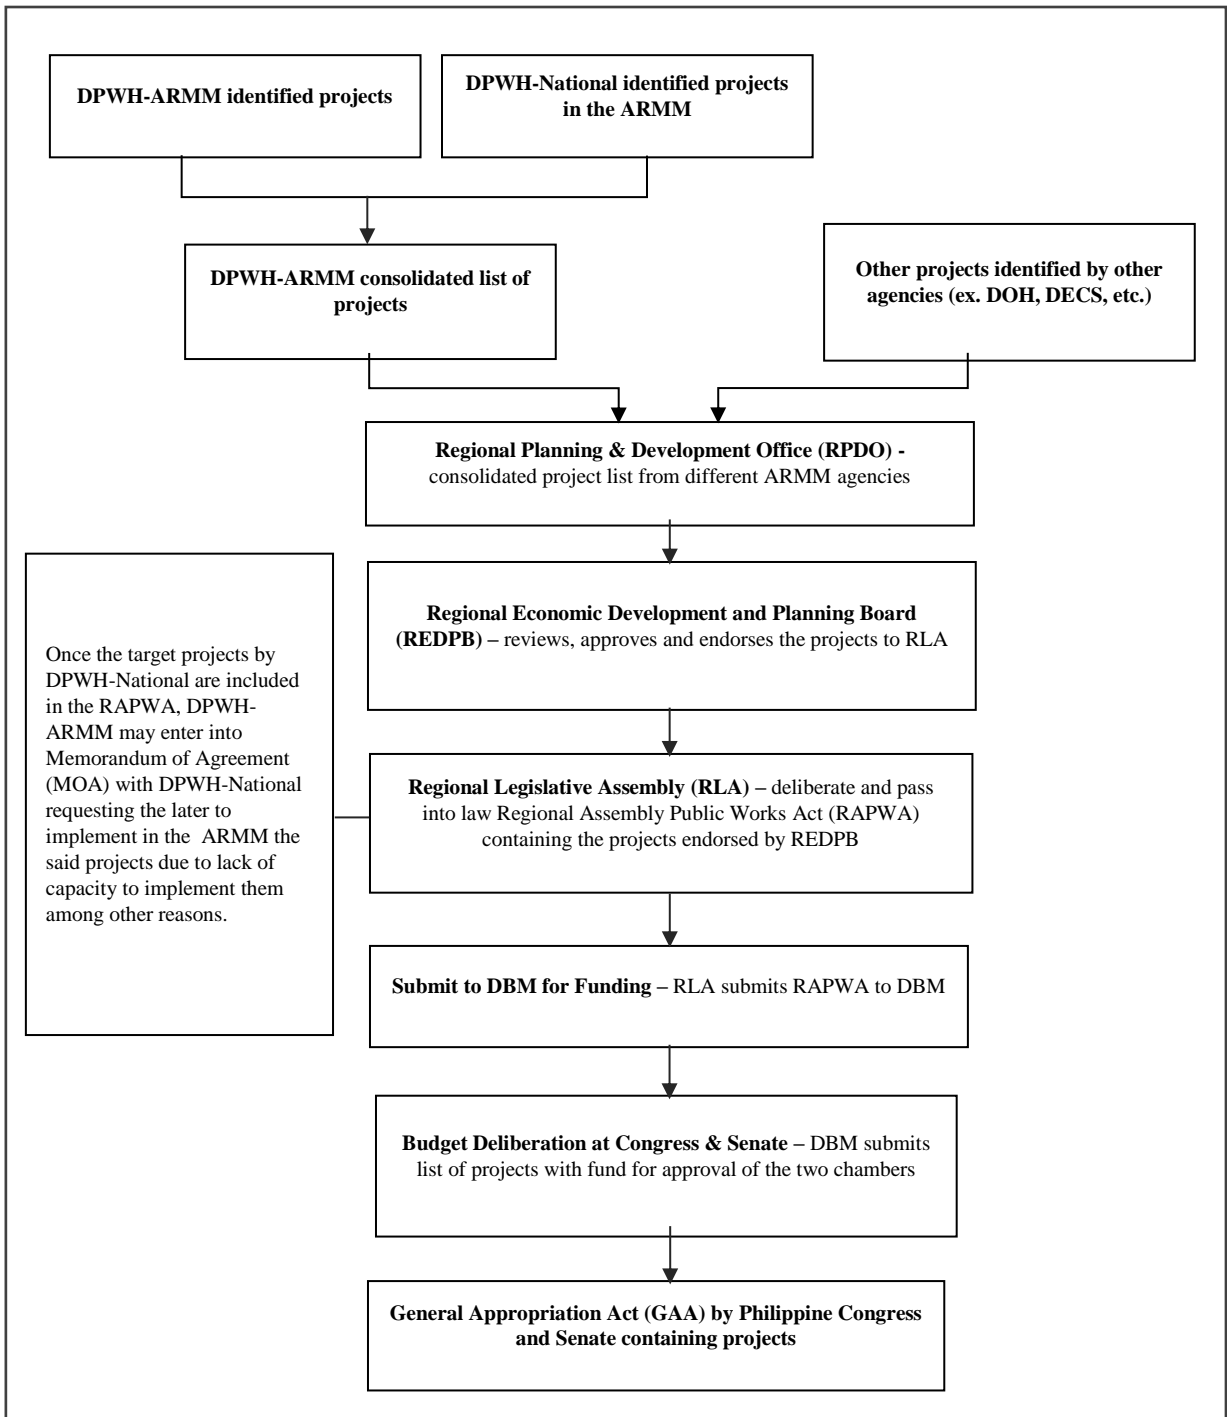 DPWH-ARMM identified projects
DPWH-National identified projects
in the ARMM
DPWH-ARMM consolidated list of
projects
Other projects identified by other
agencies (ex. DOH, DECS, etc.)
Regional Planning & Development Office (RPDO) -
consolidated project list from different ARMM agencies
Regional Economic Development and Planning Board
(REDPB) – reviews, approves and endorses the projects to RLA
Once the target projects by
DPWH-National are included
in the RAPWA, DPWH-
ARMM may enter into
Memorandum of Agreement
(MOA) with DPWH-National
requesting the later to
implement in the ARMM the
said projects due to lack of
capacity to implement them
among other reasons.
Regional Legislative Assembly (RLA) – deliberate and pass
into law Regional Assembly Public Works Act (RAPWA)
containing the projects endorsed by REDPB
Submit to DBM for Funding – RLA submits RAPWA to DBM
Budget Deliberation at Congress & Senate – DBM submits
list of projects with fund for approval of the two chambers
General Appropriation Act (GAA) by Philippine Congress
and Senate containing projects